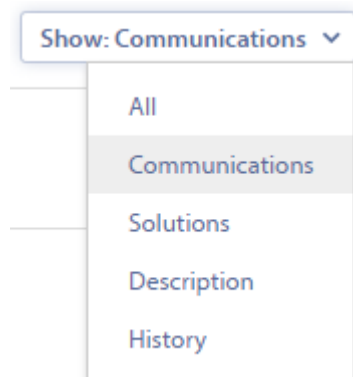 Show: Communications
All
Communications
Solutions
Description
History